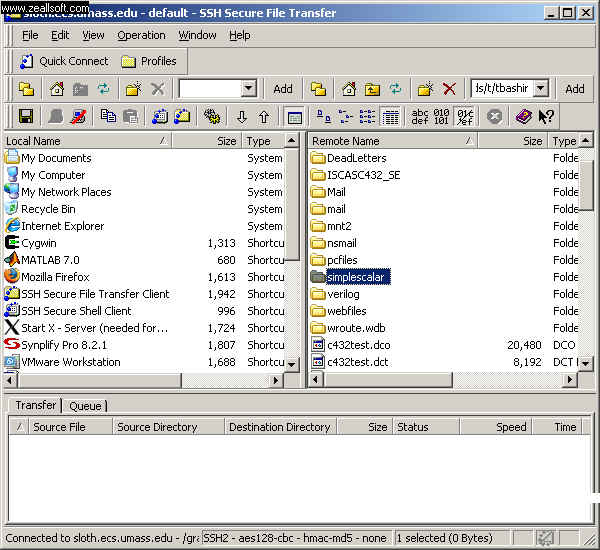 www.zeallsoft.com
sloth.ecs.umass.edu - default - SSH Secure File Transfer
File Edit View Operation Window Help
Quick Connect Profiles
Add ls/t/tbashir Add
abc def 010 101
Local Name Size Type Remote Name Size Type
My Documents System DeadLetters Folde
My Computer System ISCASC432_SE Folde
My Network Places System Mail Folde
Recycle Bin System mail Folde
Internet Explorer System mnt2 Folde
Cygwin 1,313 Shortcu nsmail Folde
MATLAB 7.0 680 Shortcu pcfiles Folde
Mozilla Firefox 1,613 Shortcu simplescalar Folde
SSH Secure File Transfer Client 1,942 Shortcu verilog Folde
SSH Secure Shell Client 996 Shortcu webfiles Folde
Start X - Server (needed for... 1,724 Shortcu wroute.wdb Folde
Synplify Pro 8.2.1 1,807 Shortcu c432test.dco 20,480 DCO
VMware Workstation 1,688 Shortcu c432test.dct 8,192 DCT
Transfer Queue
Source File Source Directory Destination Directory Size Status Speed Time
Connected to sloth.ecs.umass.edu - /gra SSH2 - aes128-cbc - hmac-md5 - none 1 selected (0 Bytes)